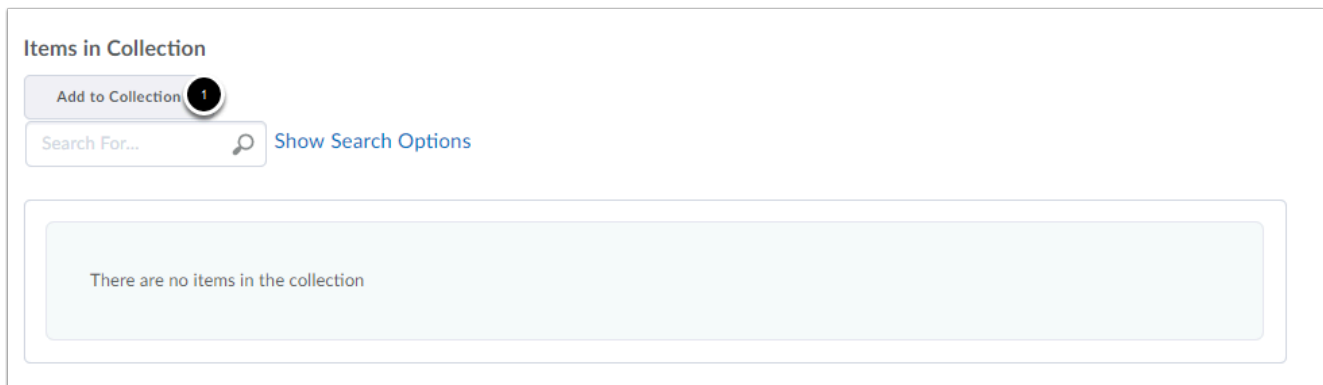 Items in Collection
Add to Collection 1
Search For... Show Search Options
There are no items in the collection